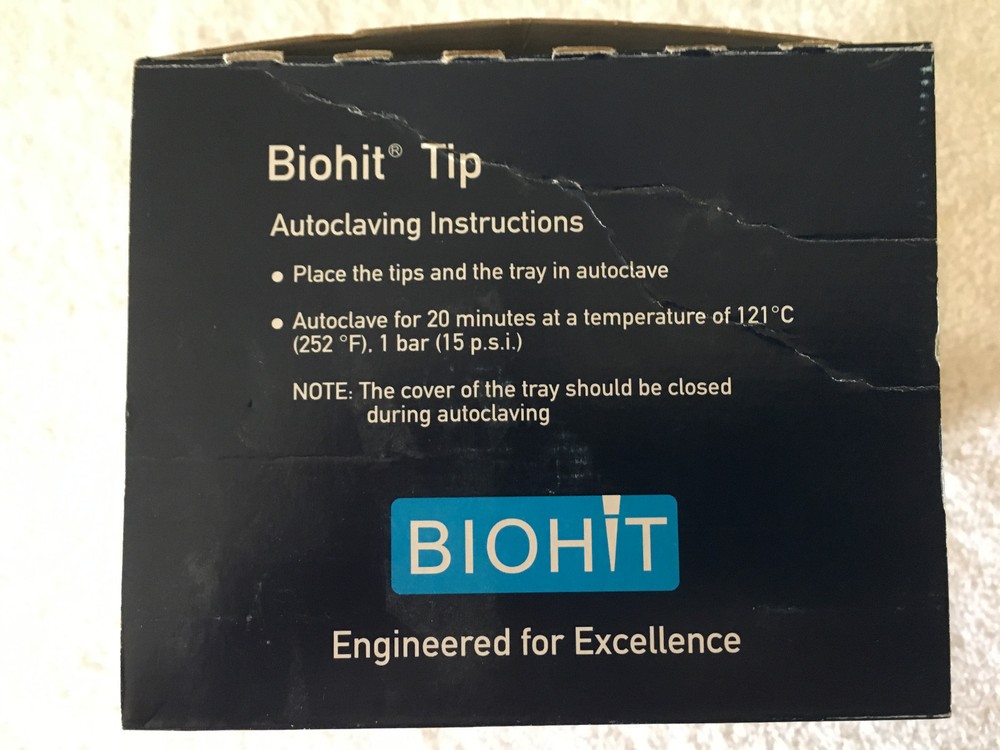 Biohit® Tip
Autoclaving Instructions
● Place the tips and the tray in autoclave
● Autoclave for 20 minutes at a temperature of 121°C
(252 °F), 1 bar (15 p.s.i.)
NOTE: The cover of the tray should be closed
during autoclaving
BIOHIT
Engineered for Excellence